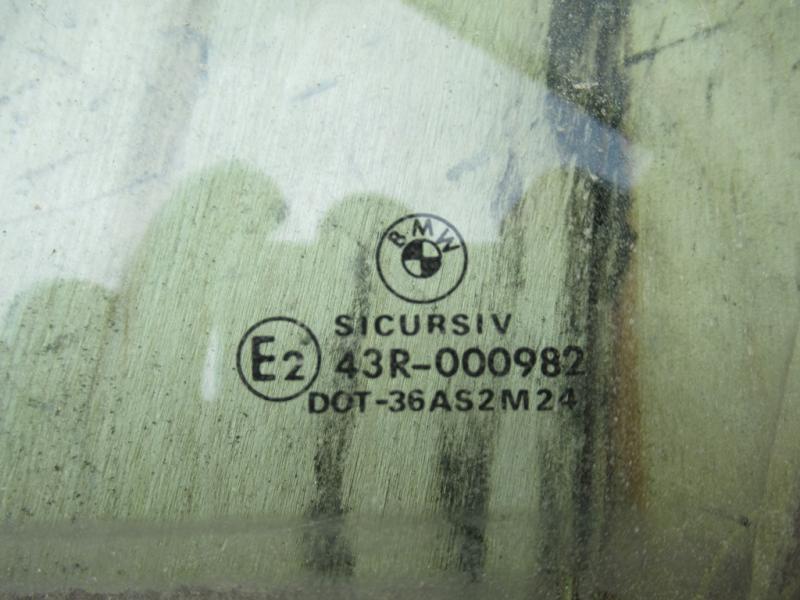 BMW
SICURSIV
E2 43R-000982
DOT-36AS2M24